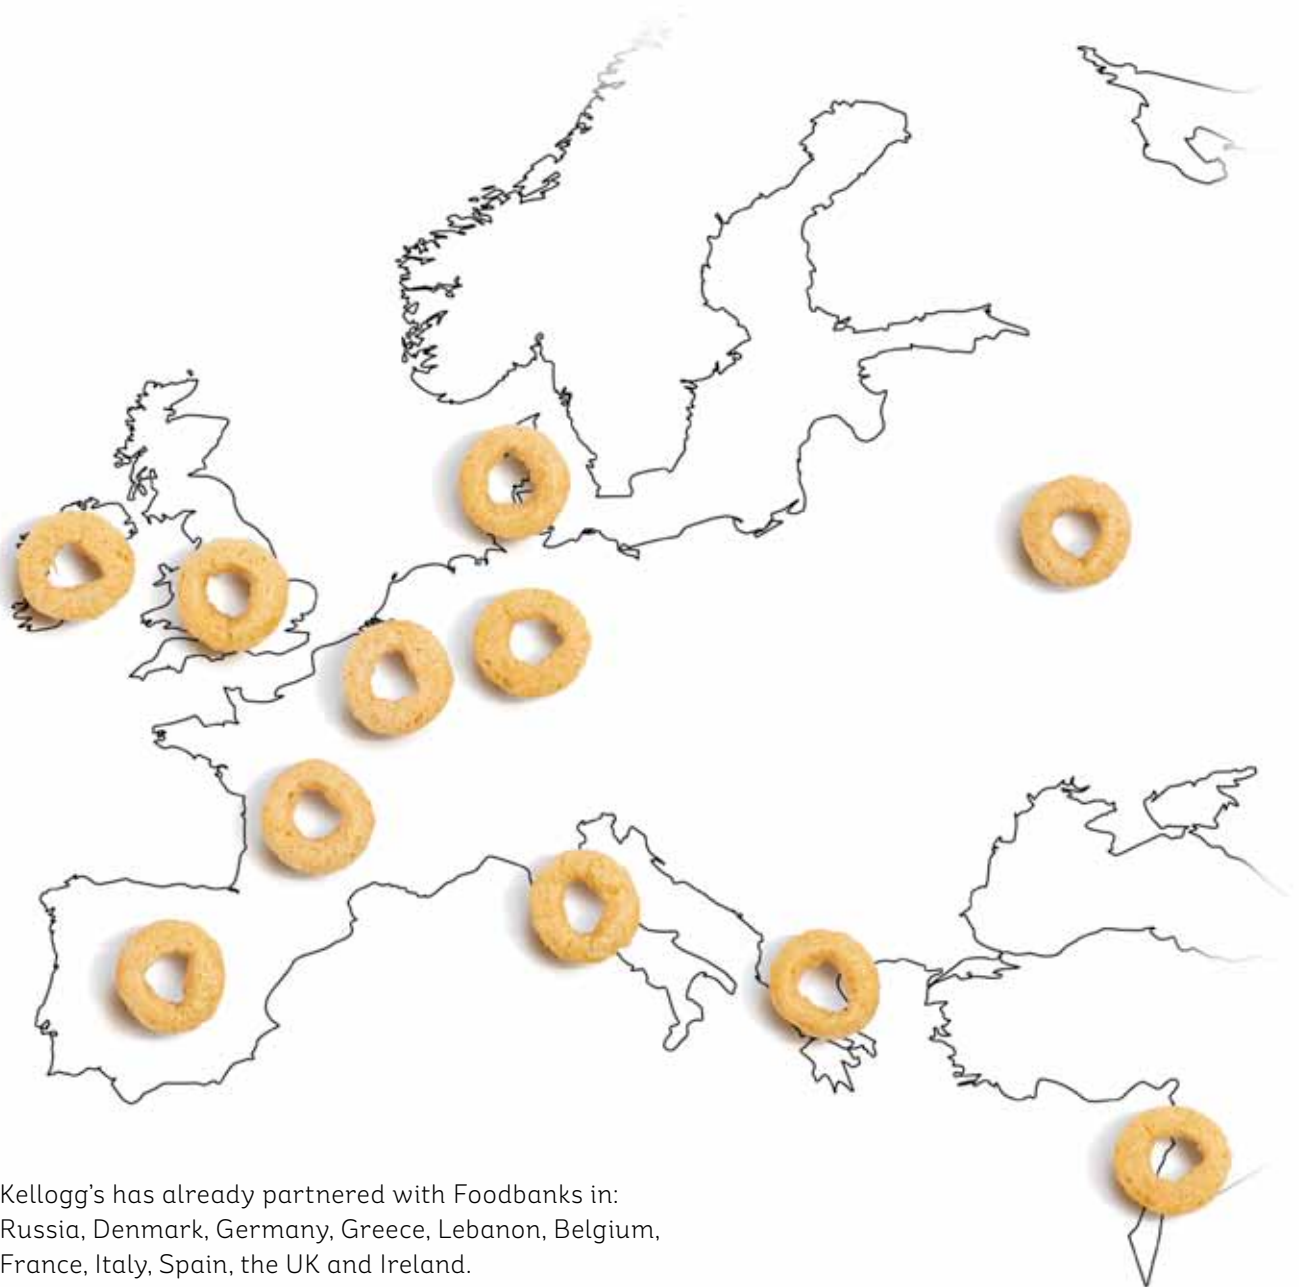 Kellogg's has already partnered with Foodbanks in:
Russia, Denmark, Germany, Greece, Lebanon, Belgium,
France, Italy, Spain, the UK and Ireland.